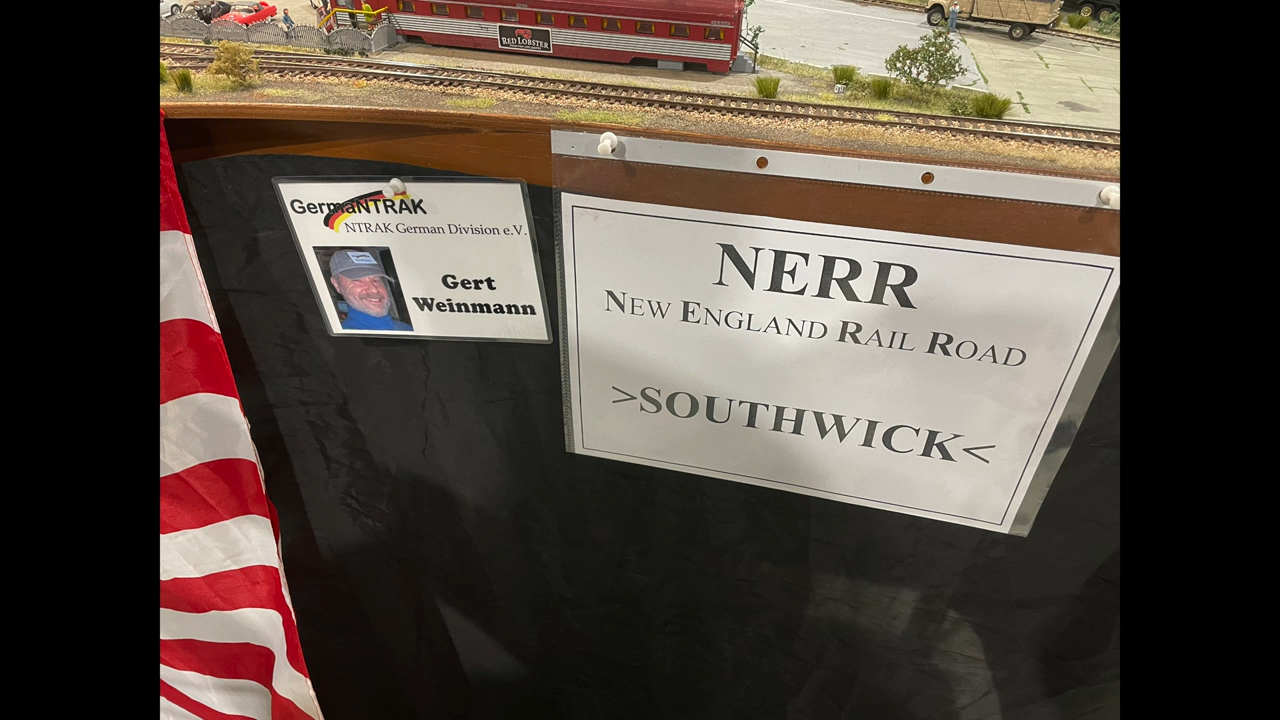 RED LOBSTER
GermaNTRAK
NTRAK German Division e.V.
Gert
Weinmann
NERR
NEW ENGLAND RAIL ROAD
>SOUTHWICK<